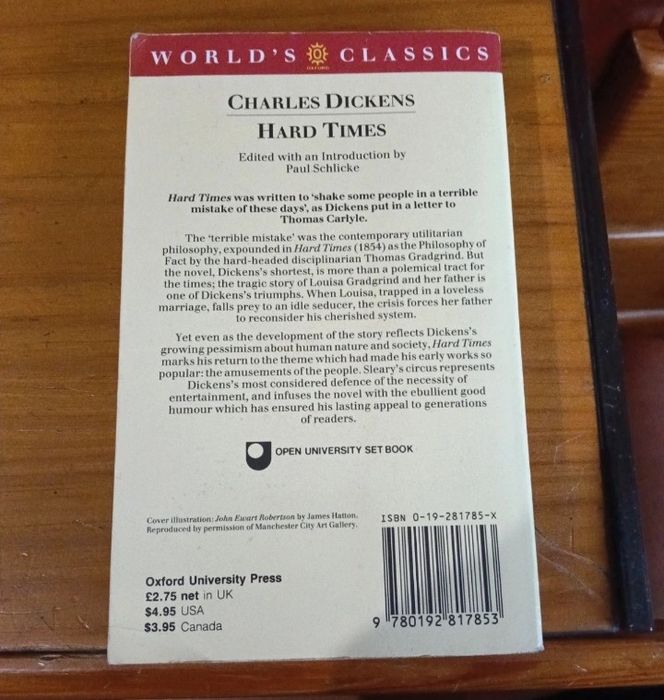 WORLD'S CLASSICS
OXFORD
CHARLES DICKENS
HARD TIMES
Edited with an Introduction by
Paul Schlicke
Hard Times was written to 'shake some people in a terrible
mistake of these days', as Dickens put in a letter to
Thomas Carlyle.
The 'terrible mistake' was the contemporary utilitarian
philosophy, expounded in Hard Times (1854) as the Philosophy of
Fact by the hard-headed disciplinarian Thomas Gradgrind. But
the novel, Dickens's shortest, is more than a polemical tract for
the times; the tragic story of Louisa Gradgrind and her father is
one of Dickens's triumphs. When Louisa, trapped in a loveless
marriage, falls prey to an idle seducer, the crisis forces her father
to reconsider his cherished system.
Yet even as the development of the story reflects Dickens's
growing pessimism about human nature and society, Hard Times
marks his return to the theme which had made his early works so
popular: the amusements of the people. Sleary's circus represents
Dickens's most considered defence of the necessity of
entertainment, and infuses the novel with the ebullient good
humour which has ensured his lasting appeal to generations
of readers.
OPEN UNIVERSITY SET BOOK
Cover illustration: John Ewart Robertson by James Hatton.
Reproduced by permission of Manchester City Art Gallery.
ISBN 0-19-281785-X
Oxford University Press
£2.75 net in UK
$4.95 USA
$3.95 Canada
9 780192 817853